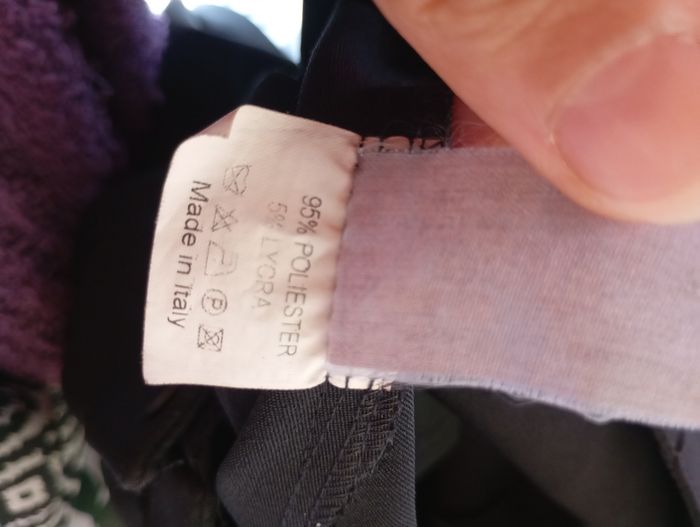 95% POLIESTER
5% LYCRA
P
Made in Italy